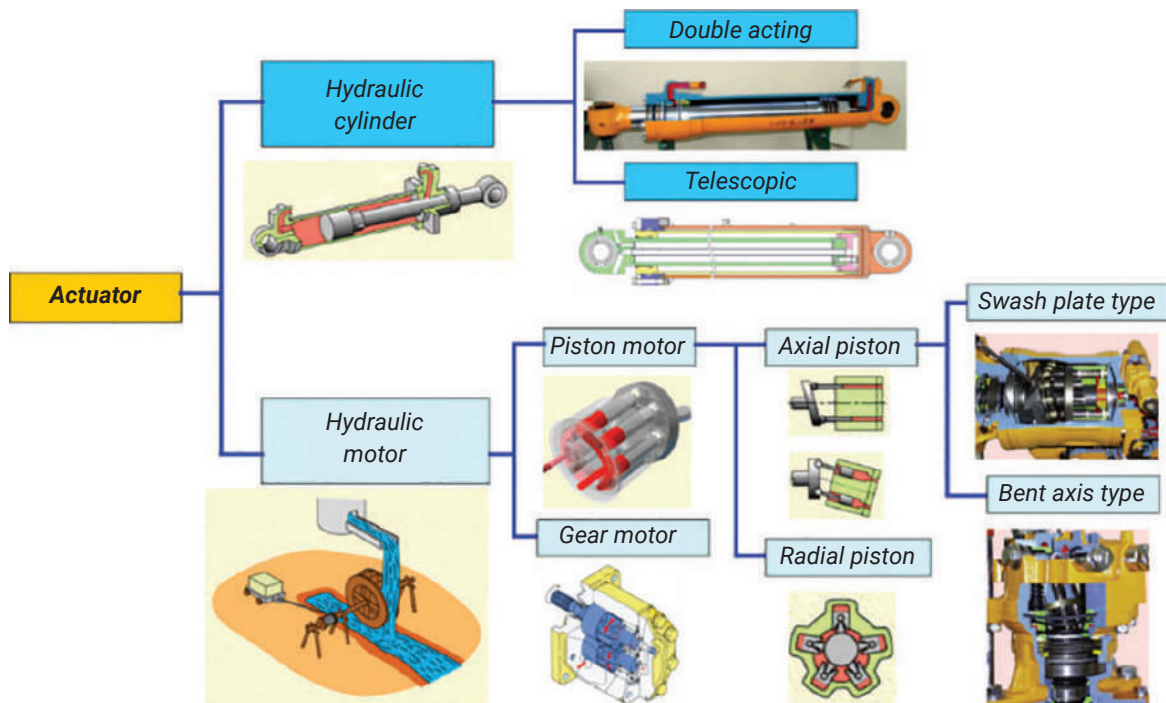 Double acting
Hydraulic
cylinder
Telescopic
Actuator
Swash plate type
Piston motor
Axial piston
Hydraulic
motor
Bent axis type
Gear motor
Radial piston